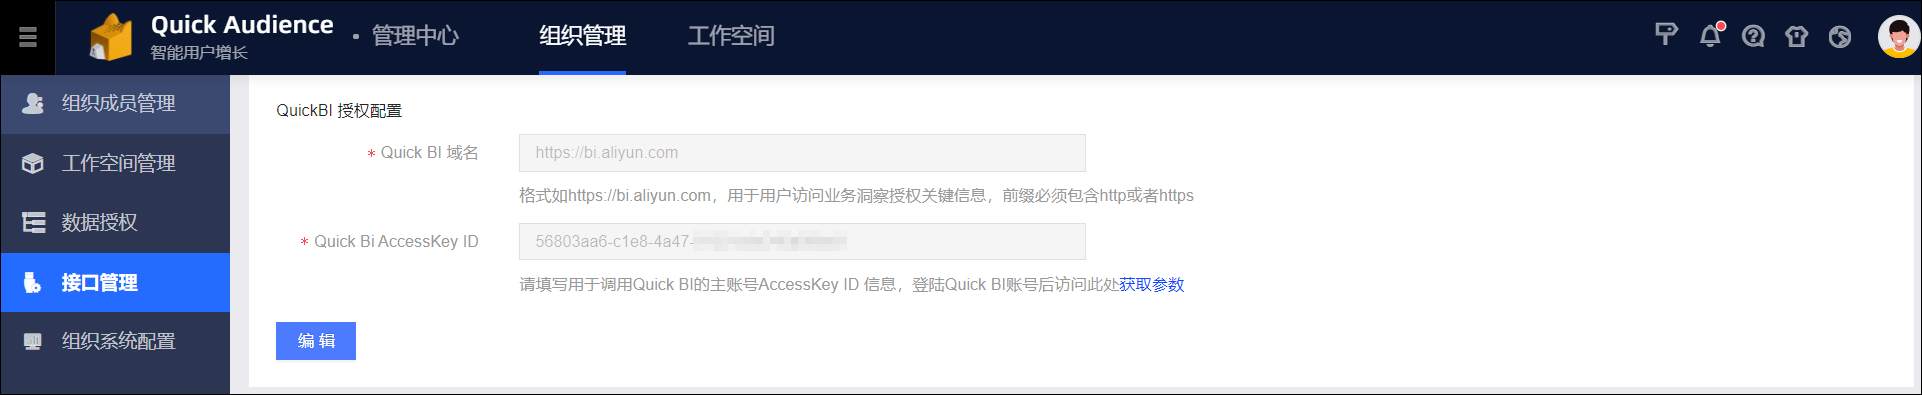 Quick Audience
智能用户增长
• 管理中心
组织管理
工作空间
组织成员管理
工作空间管理
数据授权
接口管理
组织系统配置
QuickBI 授权配置
* Quick BI 域名
https://bi.aliyun.com
格式如https://bi.aliyun.com，用于用户访问业务洞察授权关键信息，前缀必须包含http或者https
* Quick Bi AccessKey ID
56803aa6-c1e8-4a47-
请填写用于调用Quick BI的主账号AccessKey ID 信息，登陆Quick BI账号后访问此处获取参数
编 辑